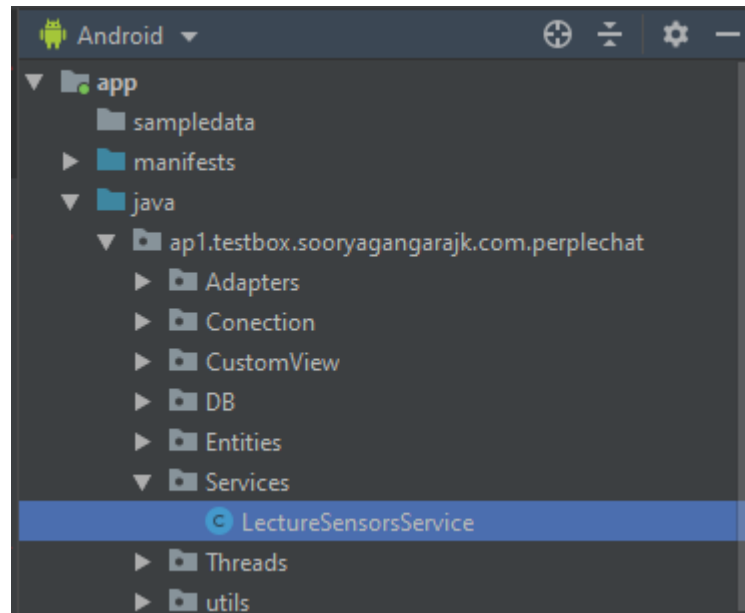 Android
app
sampledata
manifests
java
ap1.testbox.sooryagangarajk.com.perplechat
Adapters
Conection
CustomView
DB
Entities
Services
C LectureSensorsService
Threads
utils